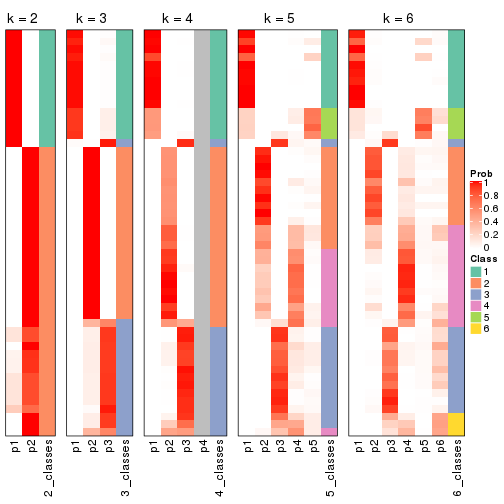 k = 2
k = 3
k = 4
k = 5
k = 6
p1
p2
2_classes
p1
p2
p3
3_classes
p1
p2
p3
p4
4_classes
p1
p2
p3
p4
p5
5_classes
p1
p2
p3
p4
p5
p6
6_classes
Prob
1
0.8
0.6
0.4
0.2
0
Class
1
2
3
4
5
6